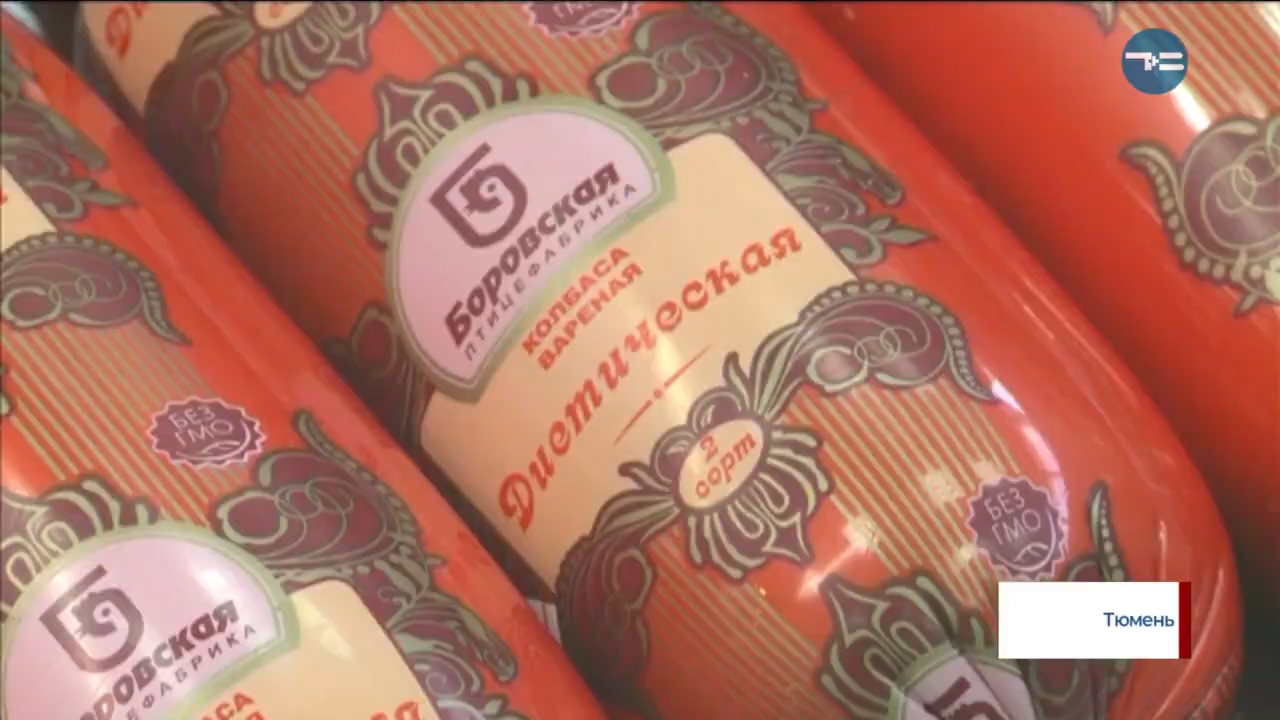 Боровская
ПТИЦЕФАБРИКА
КОЛБАСА
ВАРЕНАЯ
Диетическая
2
сорт
БЕЗ
ГМО
БЕЗ
ГМО
Боровская
ПТИЦЕФАБРИКА
Тюмень